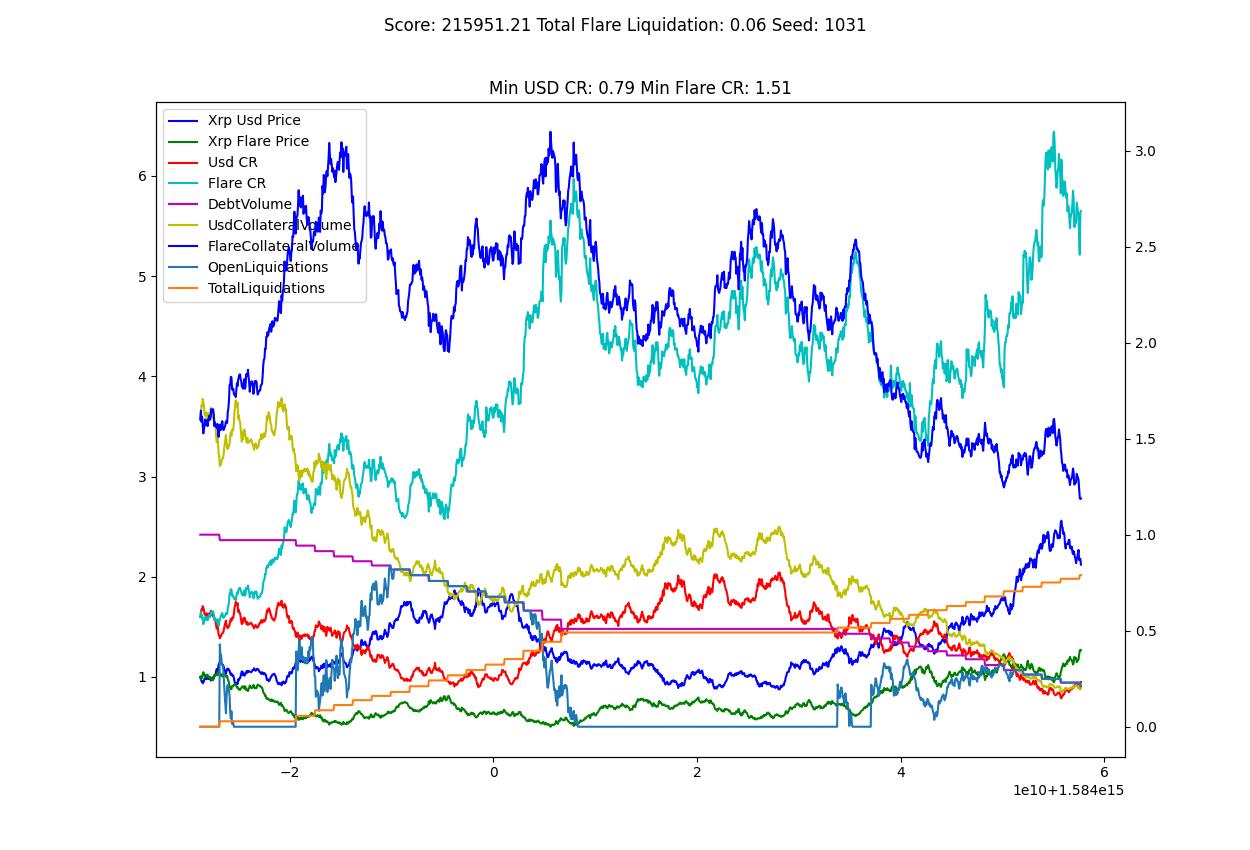 Score: 215951.21 Total Flare Liquidation: 0.06 Seed: 1031
Min USD CR: 0.79 Min Flare CR: 1.51
Xrp Usd Price
Xrp Flare Price
Usd CR
Flare CR
DebtVolume
UsdCollateralVolume
FlareCollateralVolume
OpenLiquidations
TotalLiquidations
6
5
4
3
2
1
3.0
2.5
2.0
1.5
1.0
0.5
0.0
−2
0
2
4
6
1e10+1.584e15